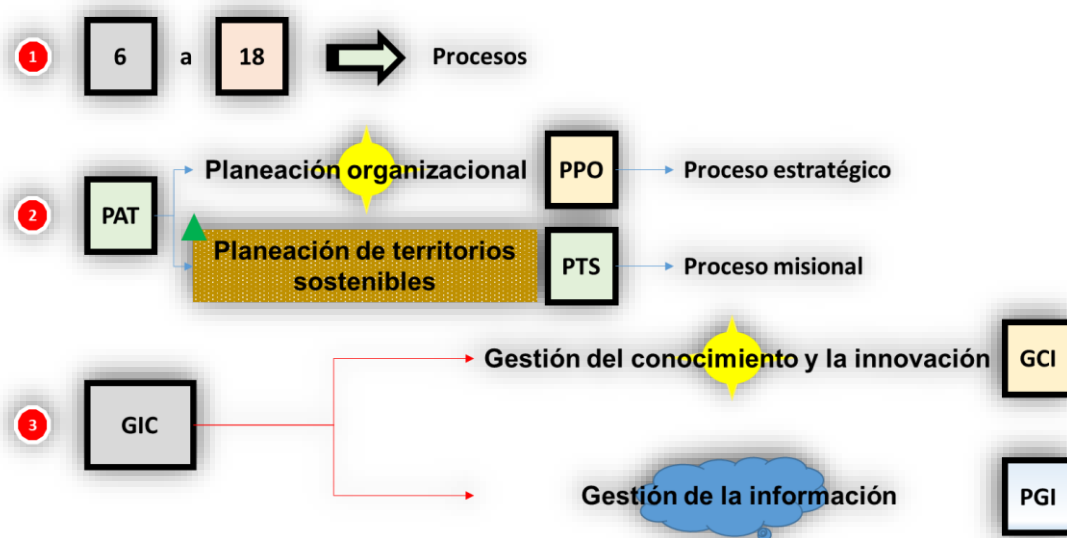 1 6 a 18 Procesos
Planeación organizacional PPO Proceso estratégico
2 PAT
Planeación de territorios
sostenibles PTS Proceso misional
Gestión del conocimiento y la innovación GCI
3 GIC
Gestión de la información PGI